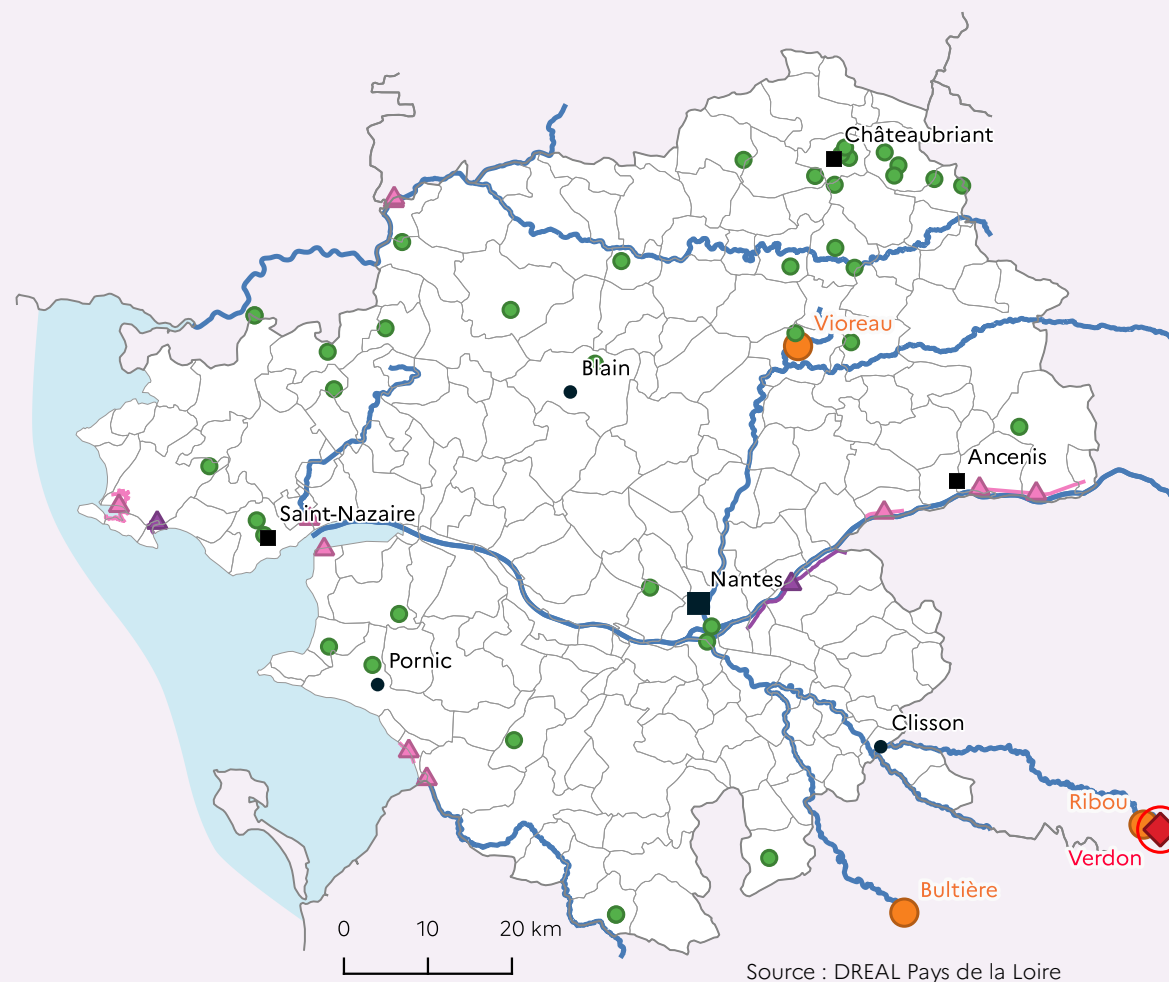 Châteaubriant
Vioreau
Blain
Ancenis
Saint-Nazaire
Nantes
Pornic
Clisson
Ribou
Verdon
Bultière
0 10 20 km
Source : DREAL Pays de la Loire